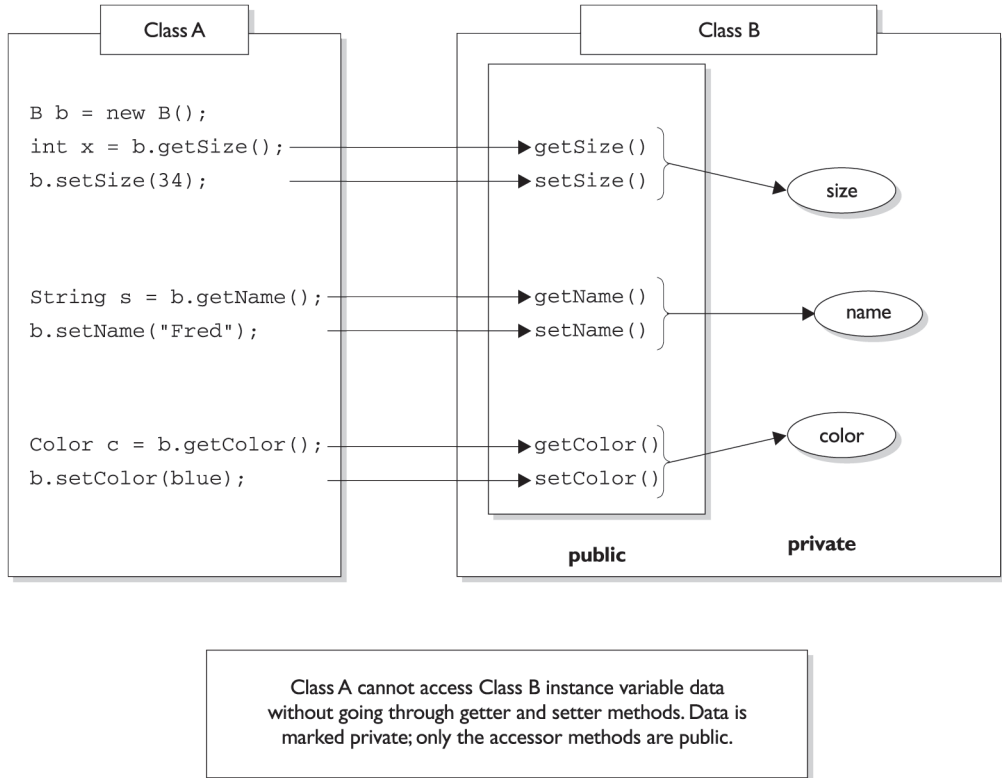 Class A
B b = new B();
int x = b.getSize();
b.setSize(34);
String s = b.getName();
b.setName("Fred");
Color c = b.getColor();
b.setColor(blue);
Class B
getSize()
setSize()
getName()
setName()
getColor()
setColor()
public
size
name
color
private
Class A cannot access Class B instance variable data
without going through getter and setter methods. Data is
marked private; only the accessor methods are public.